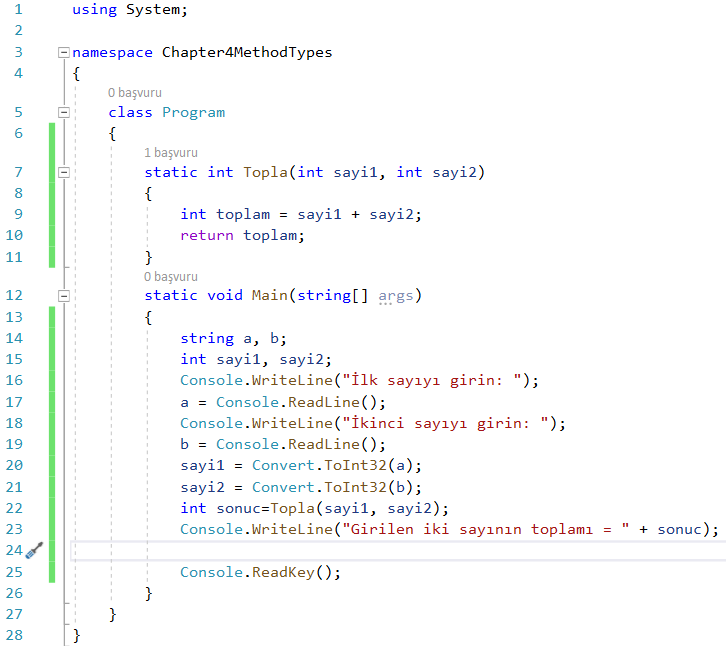 1 using System;
2
3 namespace Chapter4MethodTypes
4 {
0 başvuru
5 class Program
6 {
1 başvuru
7 static int Topla(int sayi1, int sayi2)
8 {
9 int toplam = sayi1 + sayi2;
10 return toplam;
11 }
0 başvuru
12 static void Main(string[] args)
13 {
14 string a, b;
15 int sayi1, sayi2;
16 Console.WriteLine("İlk sayıyı girin: ");
17 a = Console.ReadLine();
18 Console.WriteLine("İkinci sayıyı girin: ");
19 b = Console.ReadLine();
20 sayi1 = Convert.ToInt32(a);
21 sayi2 = Convert.ToInt32(b);
22 int sonuc=Topla(sayi1, sayi2);
23 Console.WriteLine("Girilen iki sayının toplamı = " + sonuc);
24
25 Console.ReadKey();
26 }
27 }
28 }